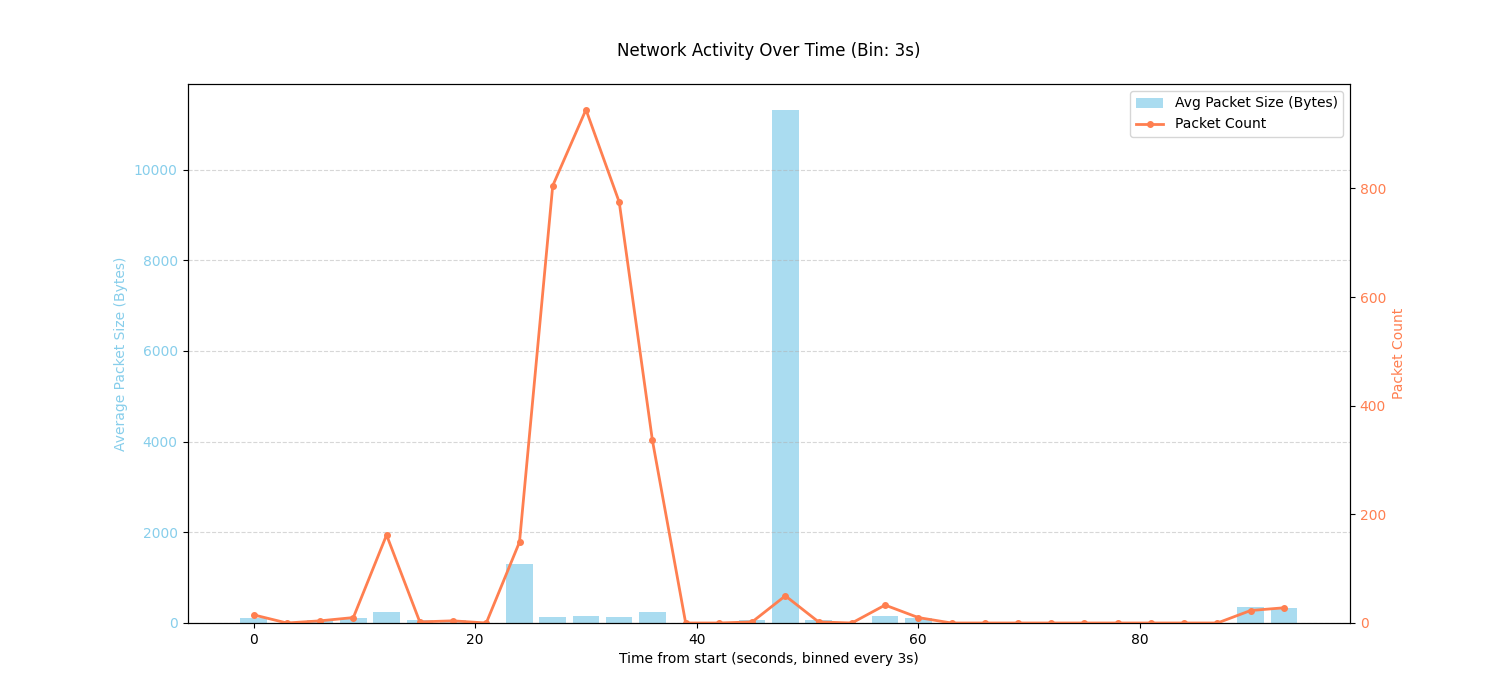 Network Activity Over Time (Bin: 3s)
Avg Packet Size (Bytes)
Packet Count
10000
8000
6000
4000
2000
0
Average Packet Size (Bytes)
800
600
400
200
0
Packet Count
0
20
40
60
80
Time from start (seconds, binned every 3s)